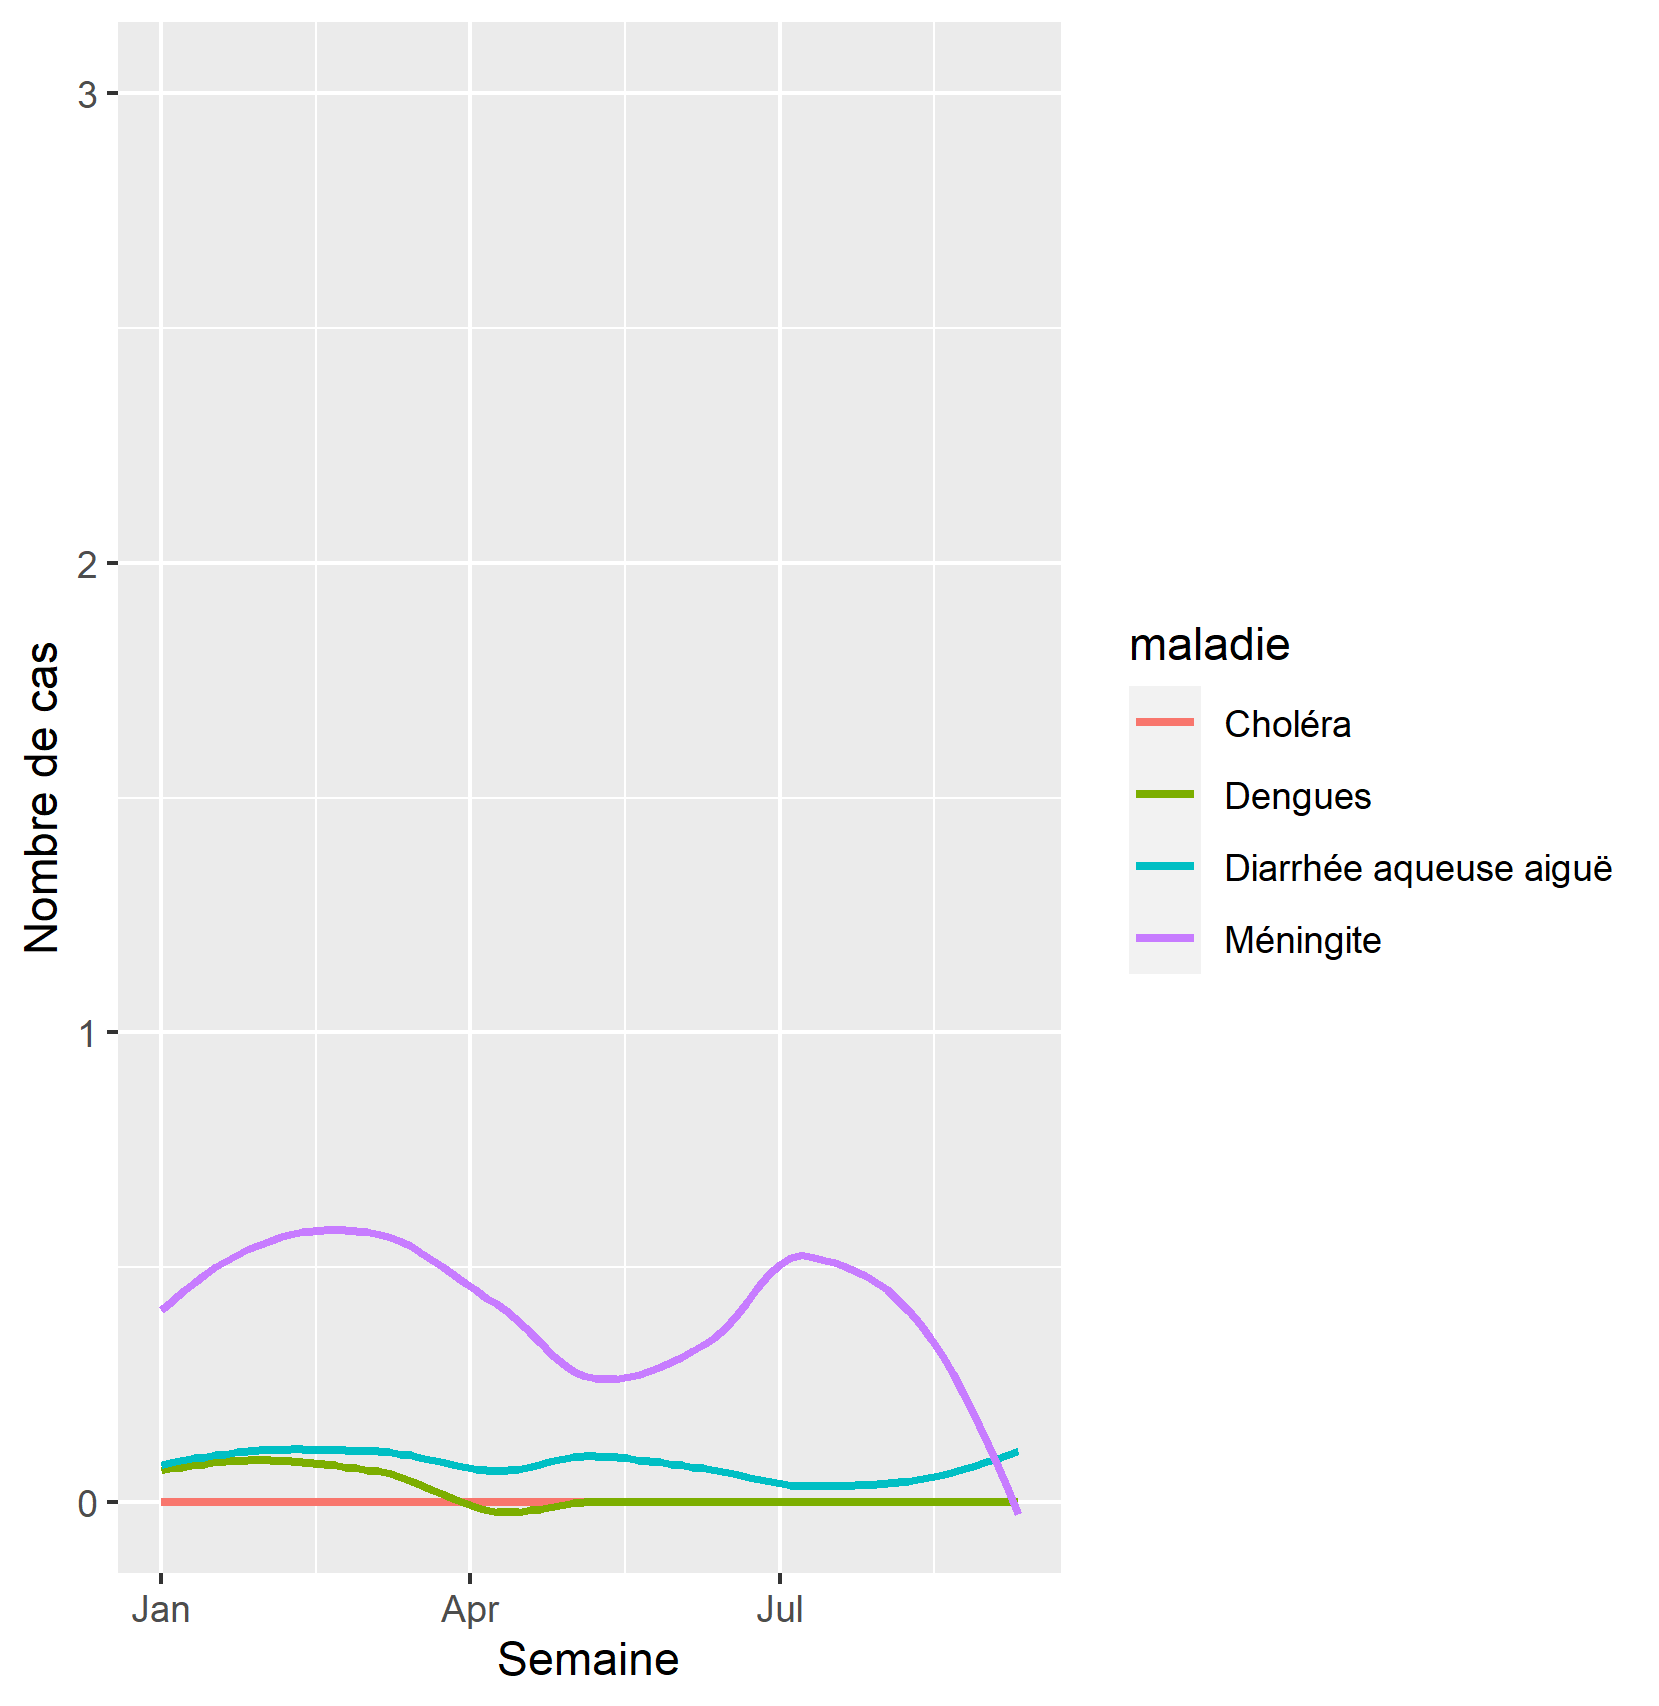 3
2
1
0
Nombre de cas
Jan
Apr
Jul
Semaine
maladie
Choléra
Dengues
Diarrhée aqueuse aiguë
Méningite